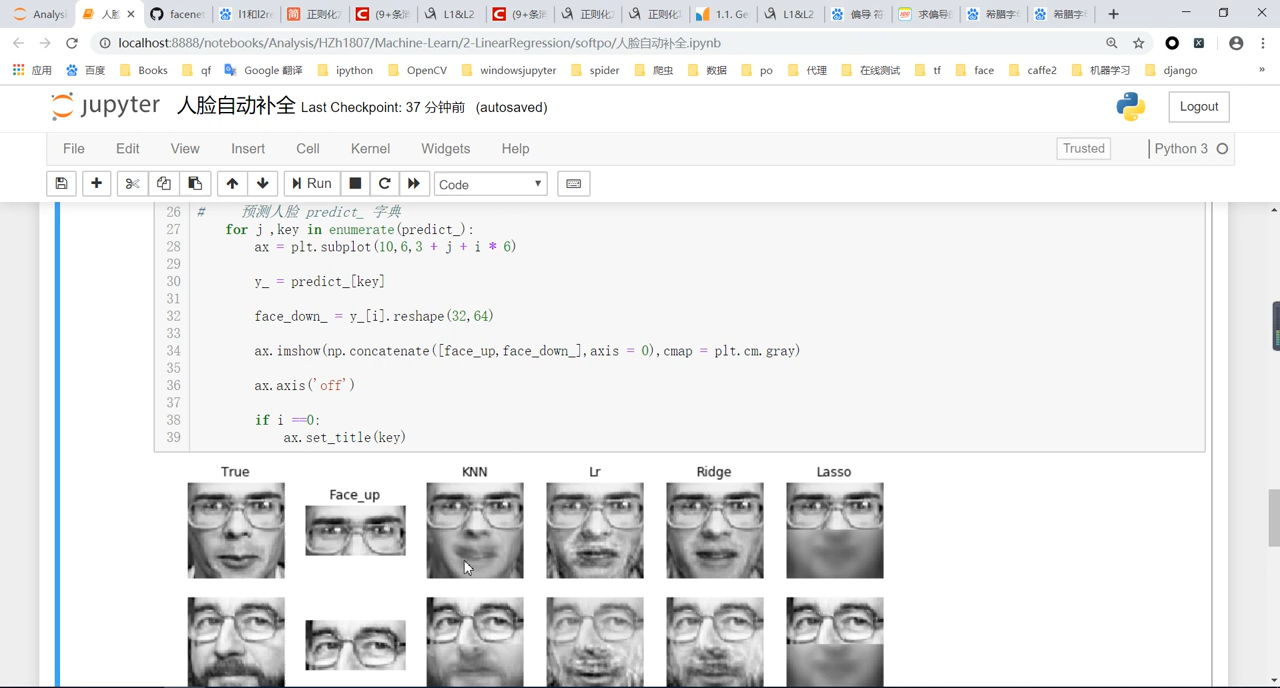 Analysi
人脸
facenet
l1和l2re
正则化方
(9+条消
L1&L2
(9+条消
正则化
正则化
1.1. Ge
L1&L2
偏导 符
求偏导的
希腊字
希腊字
localhost:8888/notebooks/Analysis/HZh1807/Machine-Learn/2-LinearRegression/softpo/人脸自动补全.ipynb
应用 百度 Books qf Google 翻译 ipython OpenCV windowsjupyter spider 爬虫 数据 po 代理 在线测试 tf face caffe2 机器学习 django »
jupyter 人脸自动补全 Last Checkpoint: 37 分钟前 (autosaved) Logout
File Edit View Insert Cell Kernel Widgets Help Trusted Python 3
Run Code
26 # 预测人脸 predict_ 字典
27 for j ,key in enumerate(predict_):
28 ax = plt.subplot(10,6,3 + j + i * 6)
29
30 y_ = predict_[key]
31
32 face_down_ = y_[i].reshape(32,64)
33
34 ax.imshow(np.concatenate([face_up,face_down_],axis = 0),cmap = plt.cm.gray)
35
36 ax.axis('off')
37
38 if i ==0:
39 ax.set_title(key)
True Face_up KNN Lr Ridge Lasso